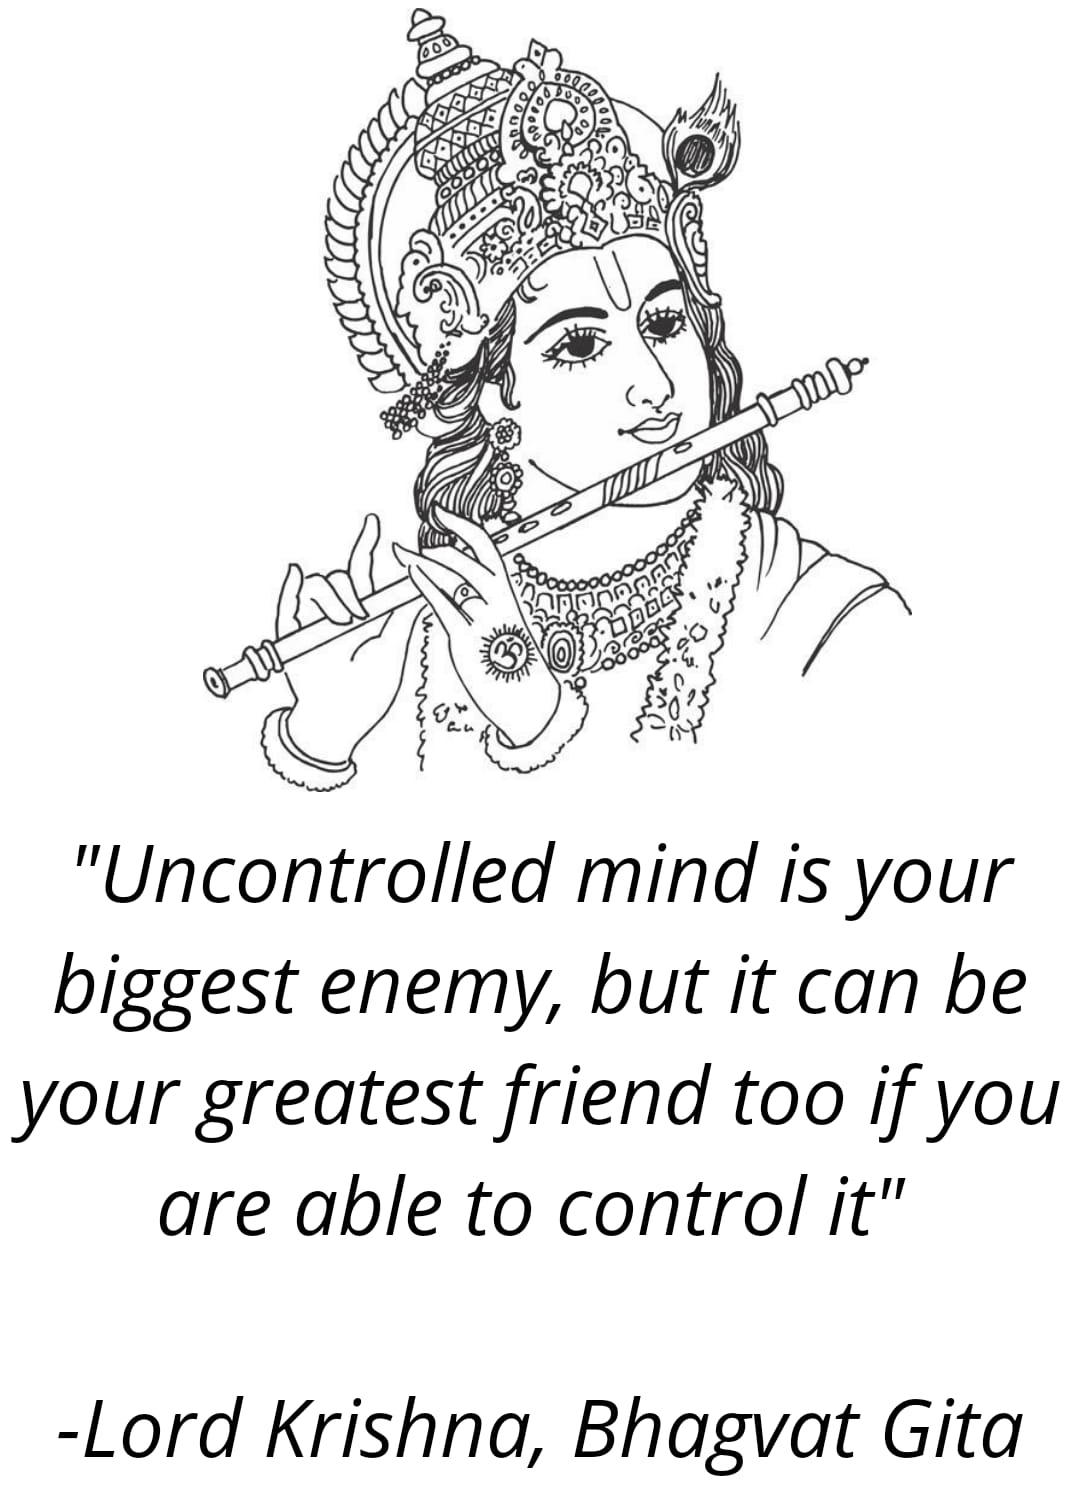 "Uncontrolled mind is your
biggest enemy, but it can be
your greatest friend too if you
are able to control it"
-Lord Krishna, Bhagvat Gita